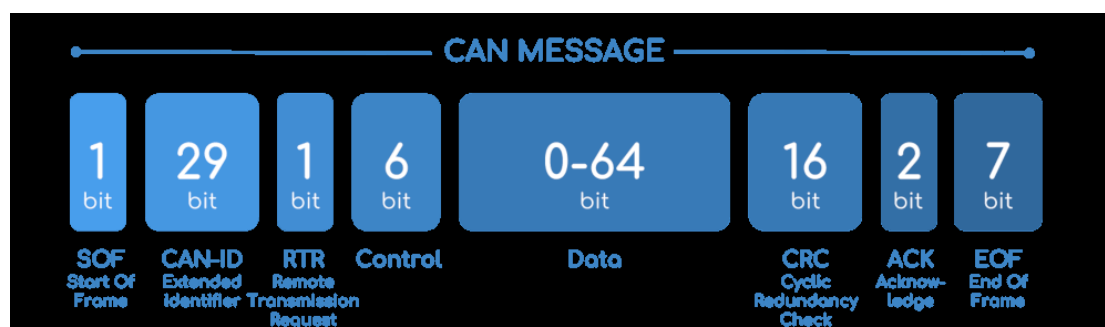 CAN MESSAGE
1
bit
29
bit
1
bit
6
bit
0-64
bit
16
bit
2
bit
7
bit
SOF
Start Of
Frame
CAN-ID
Extended
Identifier
RTR
Remote
Transmission
Request
Control
Data
CRC
Cyclic
Redundancy
Check
ACK
Acknow-
ledge
EOF
End Of
Frame